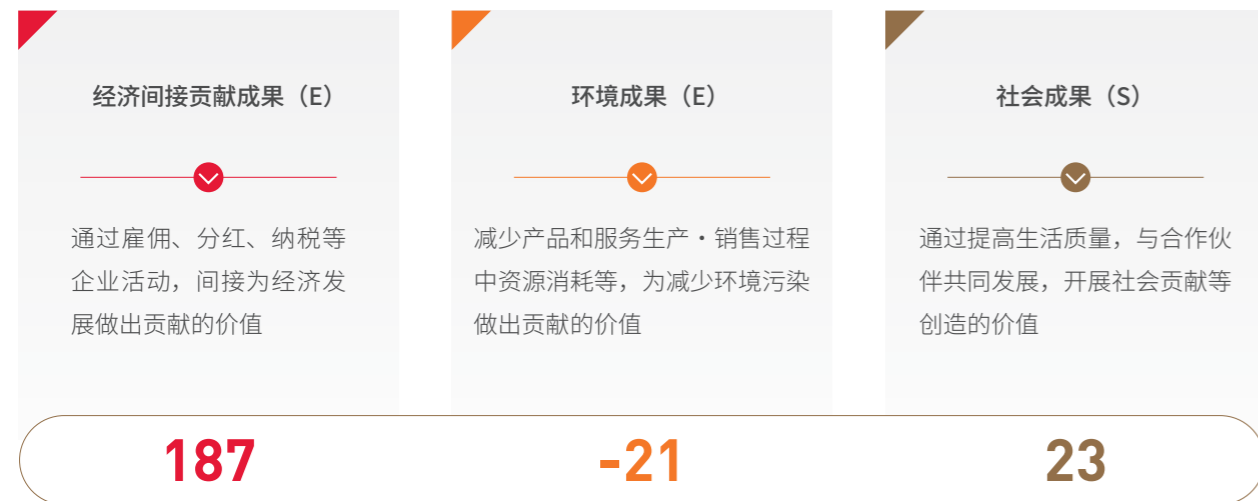 经济间接贡献成果（E）
通过雇佣、分红、纳税等
企业活动，间接为经济发
展做出贡献的价值
187
环境成果（E）
减少产品和服务生产·销售过程
中资源消耗等，为减少环境污染
做出贡献的价值
-21
社会成果（S）
通过提高生活质量，与合作伙
伴共同发展，开展社会贡献等
创造的价值
23